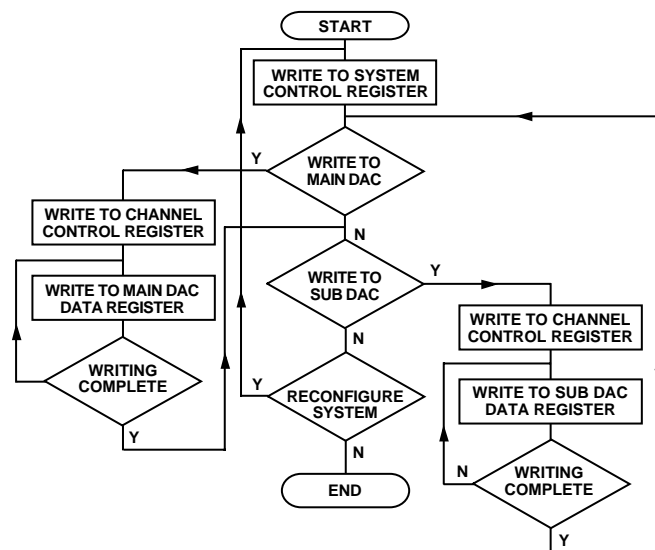 START
WRITE TO SYSTEM
CONTROL REGISTER
Y
WRITE TO
MAIN DAC
N
WRITE TO CHANNEL
CONTROL REGISTER
WRITE TO MAIN DAC
DATA REGISTER
WRITING
COMPLETE
Y
WRITE TO
SUB DAC
Y
N
WRITE TO CHANNEL
CONTROL REGISTER
WRITE TO SUB DAC
DATA REGISTER
N
WRITING
COMPLETE
Y
Y
RECONFIGURE
SYSTEM
N
END